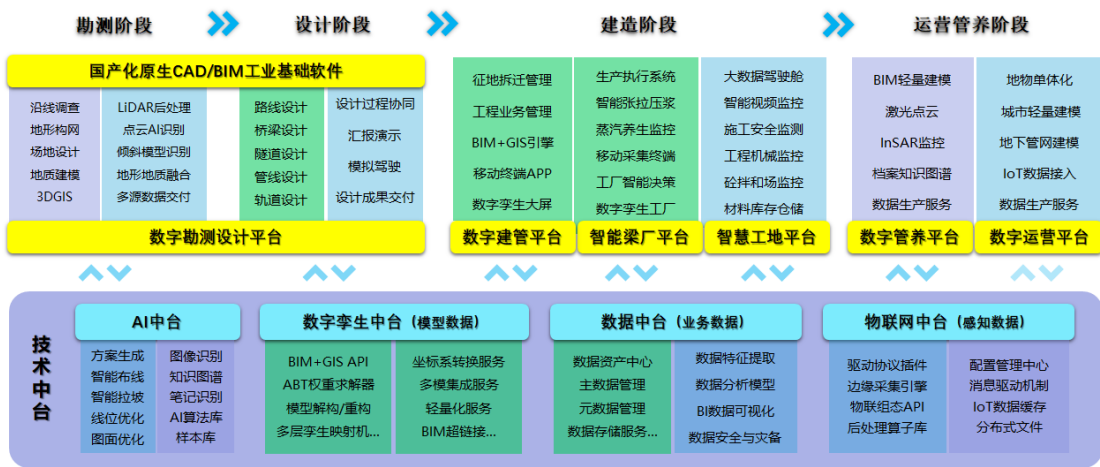 勘测阶段
设计阶段
建造阶段
运营管养阶段
国产化原生CAD/BIM工业基础软件
沿线调查
地形构网
场地设计
地质建模
3DGIS
LiDAR后处理
点云AI识别
倾斜模型识别
地形地质融合
多源数据交付
路线设计
桥梁设计
隧道设计
管线设计
轨道设计
设计过程协同
汇报演示
模拟驾驶
设计成果交付
数字勘测设计平台
征地拆迁管理
工程业务管理
BIM+GIS引擎
移动终端APP
数字孪生大屏
数字建管平台
生产执行系统
智能张拉压浆
蒸汽养生监控
移动采集终端
工厂智能决策
数字孪生工厂
智能梁厂平台
大数据驾驶舱
智能视频监控
施工安全监测
工程机械监控
砼拌和场监控
材料库存仓储
智慧工地平台
BIM轻量建模
激光点云
InSAR监控
档案知识图谱
数据生产服务
数字管养平台
地物单体化
城市轻量建模
地下管网建模
IoT数据接入
数据生产服务
数字运营平台
技术中台
AI中台
方案生成
智能布线
智能拉坡
线位优化
图面优化
图像识别
知识图谱
笔记识别
AI算法库
样本库
数字孪生中台（模型数据）
BIM+GIS API
ABT权重求解器
模型解构/重构
多层孪生映射机...
坐标系转换服务
多模集成服务
轻量化服务
BIM超链接...
数据中台（业务数据）
数据资产中心
主数据管理
元数据管理
数据存储服务...
数据特征提取
数据分析模型
BI数据可视化
数据安全与灾备
物联网中台（感知数据）
驱动协议插件
边缘采集引擎
物联组态API
后处理算子库
配置管理中心
消息驱动机制
IoT数据缓存
分布式文件